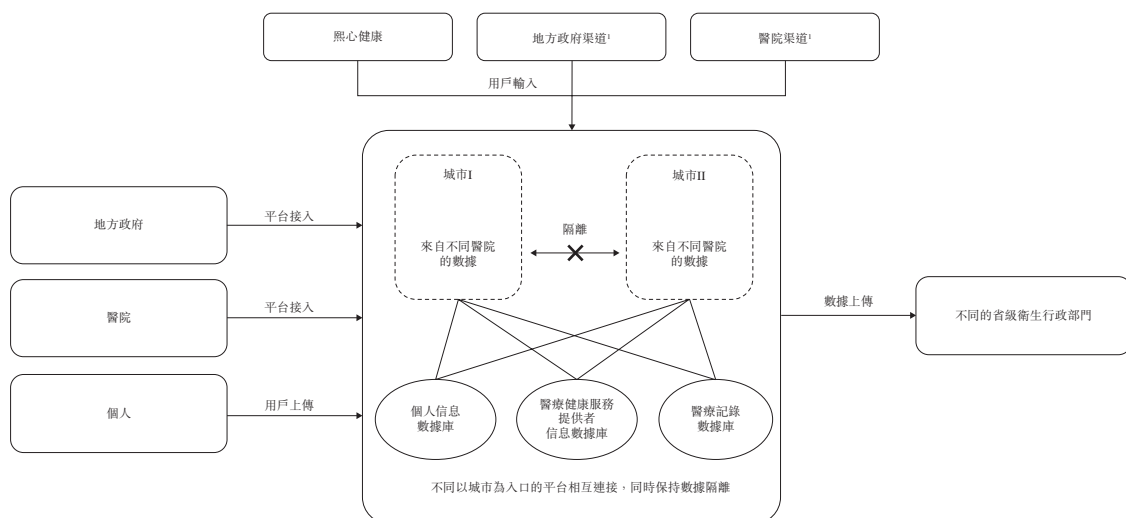 熙心健康
地方政府渠道¹
醫院渠道¹
用戶輸入
城市I
城市II
地方政府
平台接入
隔離
來自不同醫院
的數據
來自不同醫院
的數據
醫院
平台接入
數據上傳
不同的省級衛生行政部門
個人
用戶上傳
個人信息
數據庫
醫療健康服務
提供者
信息數據庫
醫療記錄
數據庫
不同以城市為入口的平台相互連接，同時保持數據隔離